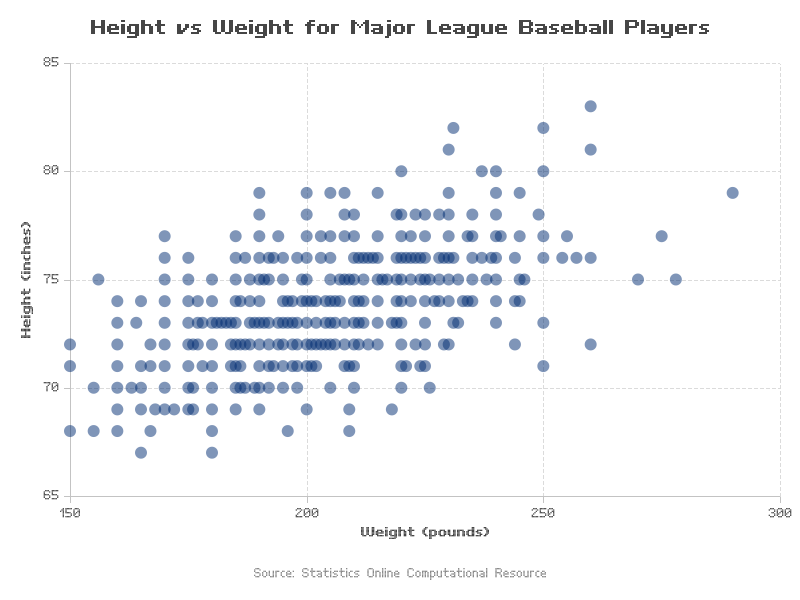 Height vs Weight for Major League Baseball Players
85
80
75
70
65
Height (inches)
150 200 250 300
Weight (pounds)
Source: Statistics Online Computational Resource